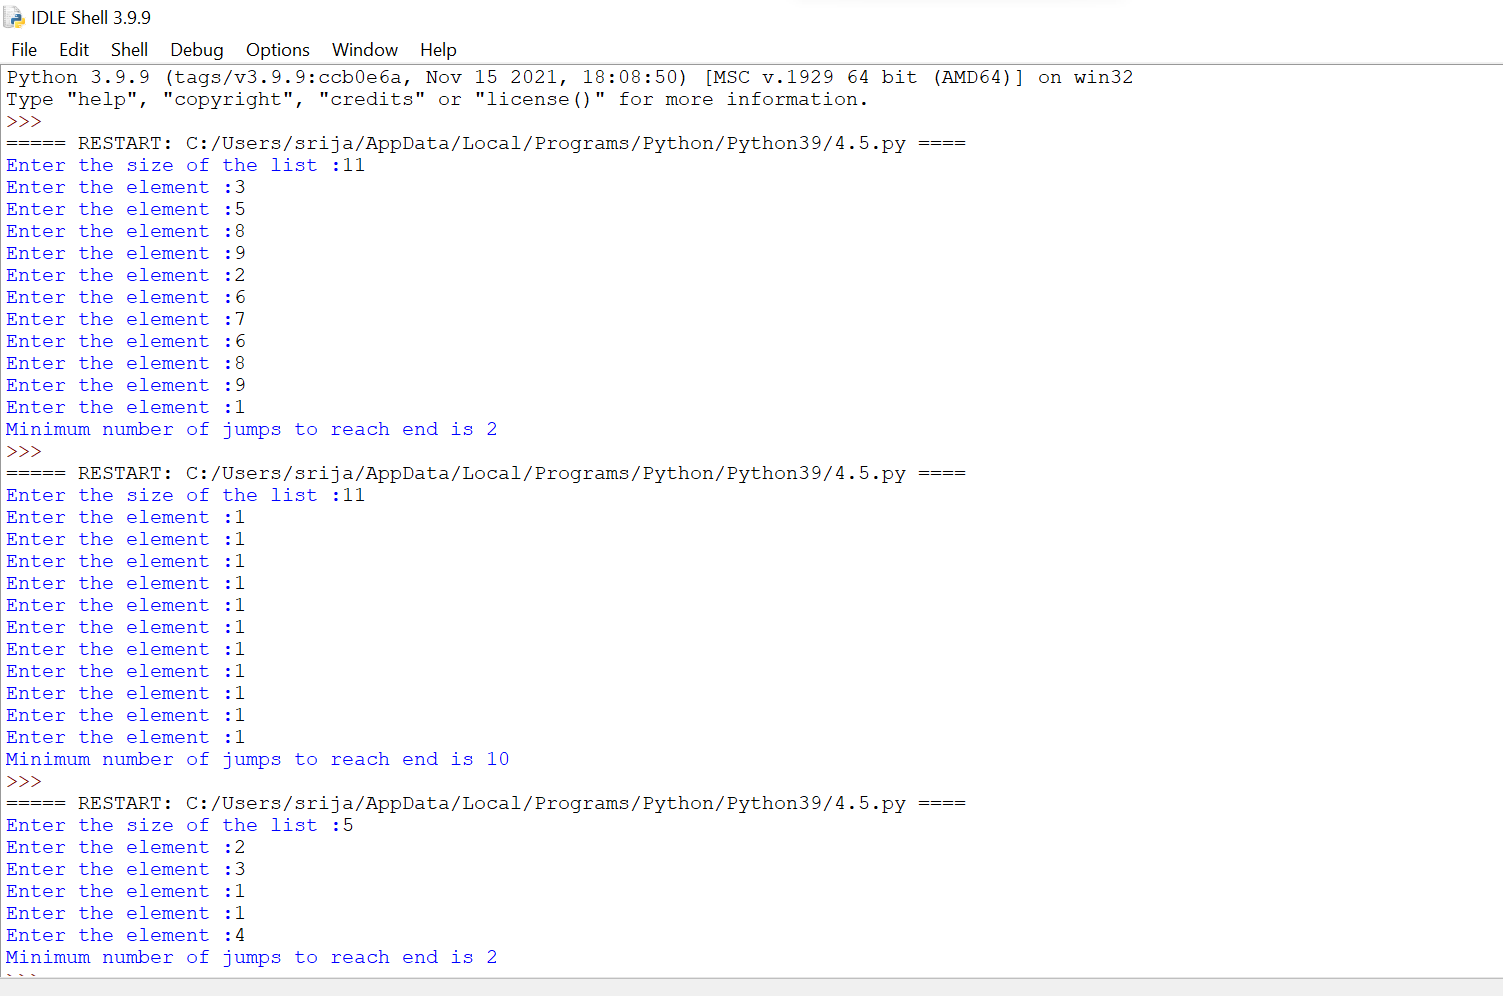 IDLE Shell 3.9.9
File Edit Shell Debug Options Window Help
Python 3.9.9 (tags/v3.9.9:ccb0e6a, Nov 15 2021, 18:08:50) [MSC v.1929 64 bit (AMD64)] on win32
Type "help", "copyright", "credits" or "license()" for more information.
>>>
===== RESTART: C:/Users/srija/AppData/Local/Programs/Python/Python39/4.5.py ====
Enter the size of the list :11
Enter the element :3
Enter the element :5
Enter the element :8
Enter the element :9
Enter the element :2
Enter the element :6
Enter the element :7
Enter the element :6
Enter the element :8
Enter the element :9
Enter the element :1
Minimum number of jumps to reach end is 2
>>>
===== RESTART: C:/Users/srija/AppData/Local/Programs/Python/Python39/4.5.py ====
Enter the size of the list :11
Enter the element :1
Enter the element :1
Enter the element :1
Enter the element :1
Enter the element :1
Enter the element :1
Enter the element :1
Enter the element :1
Enter the element :1
Enter the element :1
Enter the element :1
Minimum number of jumps to reach end is 10
>>>
===== RESTART: C:/Users/srija/AppData/Local/Programs/Python/Python39/4.5.py ====
Enter the size of the list :5
Enter the element :2
Enter the element :3
Enter the element :1
Enter the element :1
Enter the element :4
Minimum number of jumps to reach end is 2
>>>